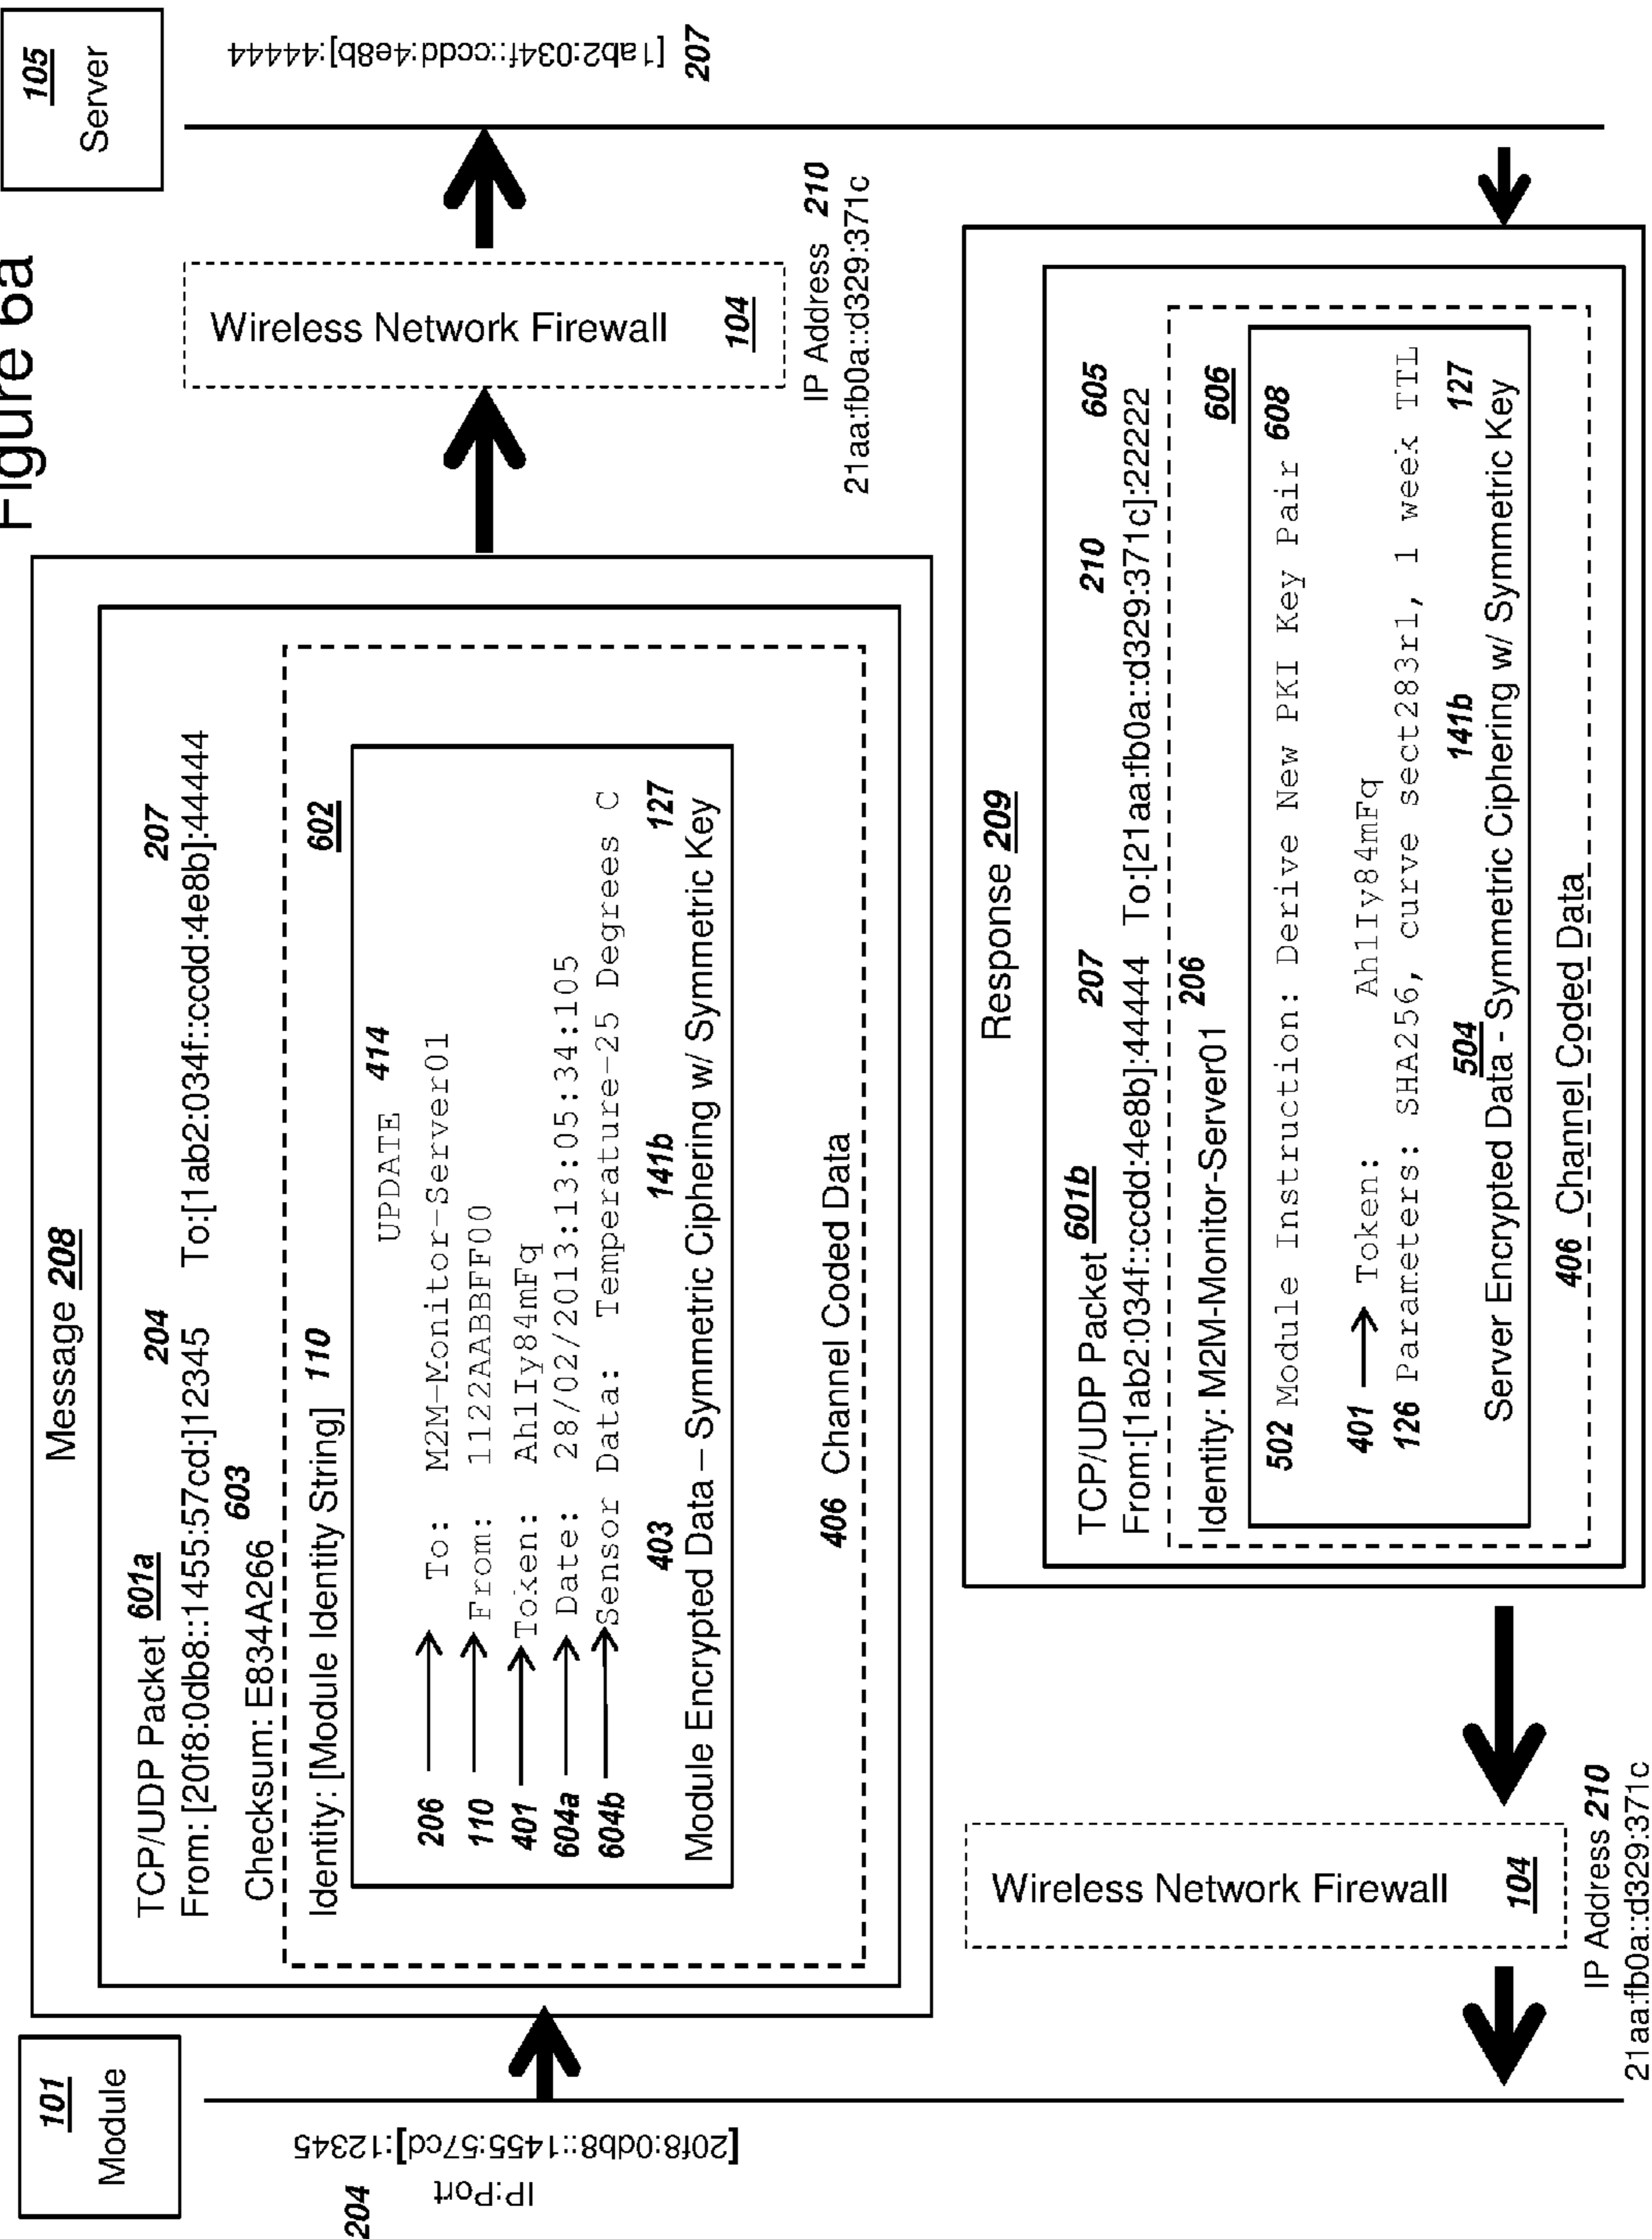 Figure 6a
101
Module
204
IP:Port
[20f8:0db8::1455:57cd]:12345
Message 208
TCP/UDP Packet 601a
204
207
From: [20f8:0db8::1455:57cd:]12345 To:[1ab2:034f::ccdd:4e8b]:44444
Checksum: E834A266 603
Identity: [Module Identity String] 110
602
UPDATE 414
206 To: M2M-Monitor-Server01
110 From: 1122AABBFF00
401 Token: AhlIy84mFq
604a Date: 28/02/2013:13:05:34:105
604b Sensor Data: Temperature-25 Degrees C
403 141b 127
Module Encrypted Data – Symmetric Ciphering w/ Symmetric Key
406 Channel Coded Data
Wireless Network Firewall
104
IP Address 210
21aa:fb0a::d329:371c
105
Server
[1ab2:034f::ccdd:4e8b]:44444
207
Response 209
TCP/UDP Packet 601b
207 210 605
From:[1ab2:034f::ccdd:4e8b]:44444 To:[21aa:fb0a::d329:371c]:22222
206
Identity: M2M-Monitor-Server01
606
502 Module Instruction: Derive New PKI Key Pair 608
401 Token: AhlIy84mFq
126 Parameters: SHA256, curve sect283r1, 1 week TTL
504 141b 127
Server Encrypted Data - Symmetric Ciphering w/ Symmetric Key
406 Channel Coded Data
Wireless Network Firewall
104
IP Address 210
21aa:fb0a::d329:371c